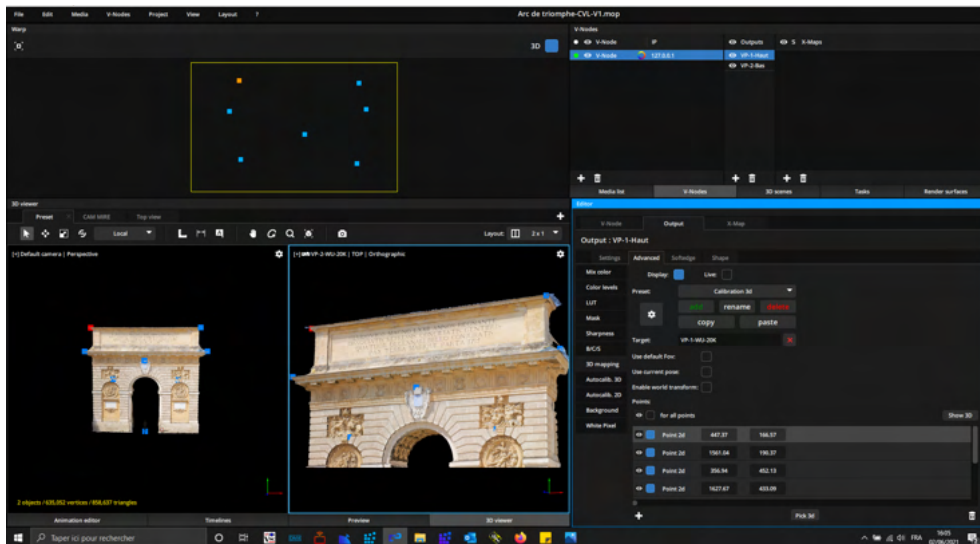 File Edit Media V-Nodes Project View Layout ? Arc de triomphe-CVL-V1.mop
Warp
3D
V-Nodes
V-Node IP Outputs S X-Maps
V-Node 127.0.0.1 VP-1-Haut
VP-2-Bas
Media list V-Nodes 3D scenes Tasks Render surfaces
3D viewer
Preset CAM MIRE Top view
Local Layout: 2 x 1
[+] Default camera | Perspective
VP-2-WU-20K | TOP | Orthographic
2 objects / 635,052 vertices / 858,637 triangles
Animation editor Timelines Preview 3D viewer
Editor
V-Node Output X-Map
Output : VP-1-Haut
Settings Advanced Softedge Shape
Mix color
Color levels
LUT
Mask
Sharpness
B/C/S
3D mapping
Autocalib. 3D
Autocalib. 2D
Background
White Pixel
Display: Live:
Preset: Calibration 3d
add rename delete
copy paste
Target: VP-1-WU-20K
Use default Fov:
Use current pose:
Enable world transform:
Points:
for all points Show 3D
Point 2d 447.37 166.57
Point 2d 1561.04 190.37
Point 2d 356.94 452.13
Point 2d 1627.67 433.09
Pick 3d
Taper ici pour rechercher
FRA
16:05
02/06/2021